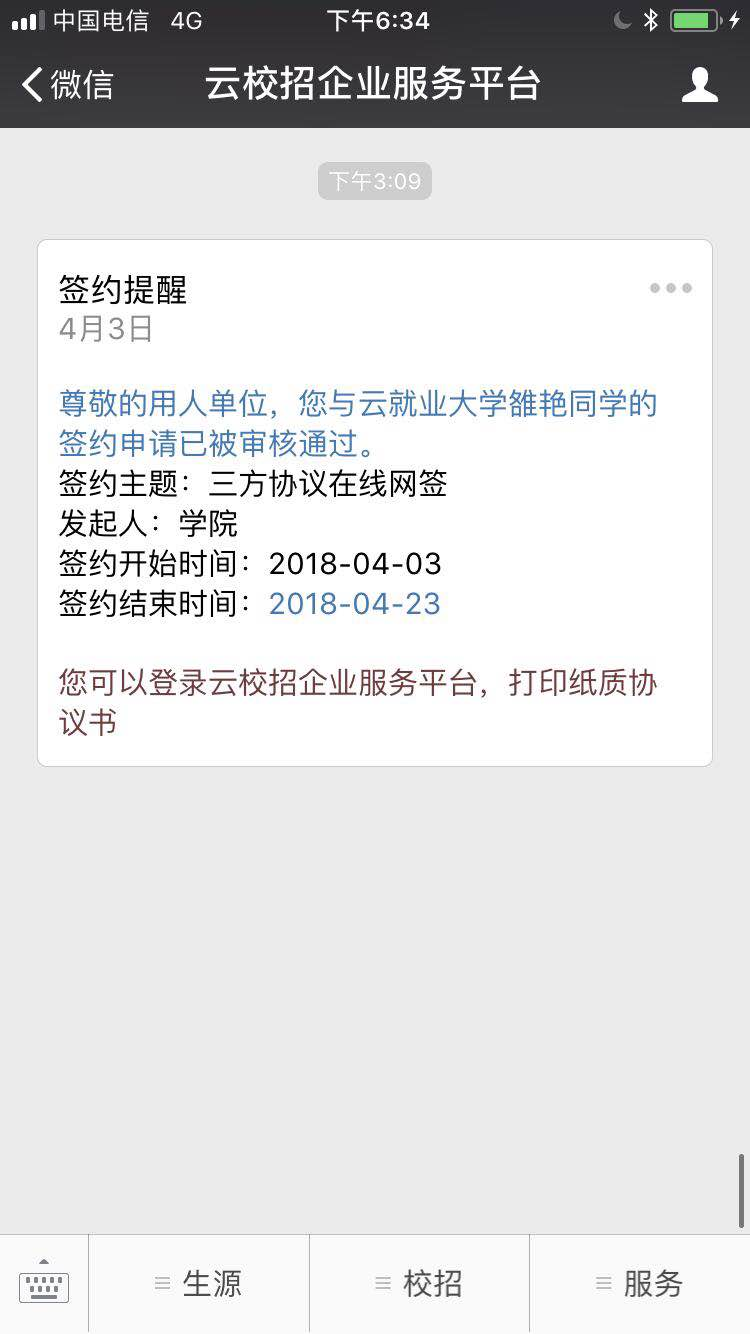 中国电信 4G 下午6:34
微信 云校招企业服务平台
下午3:09
签约提醒
4月3日
尊敬的用人单位，您与云就业大学雒艳同学的
签约申请已被审核通过。
签约主题：三方协议在线网签
发起人：学院
签约开始时间：2018-04-03
签约结束时间：2018-04-23
您可以登录云校招企业服务平台，打印纸质协
议书
生源 校招 服务